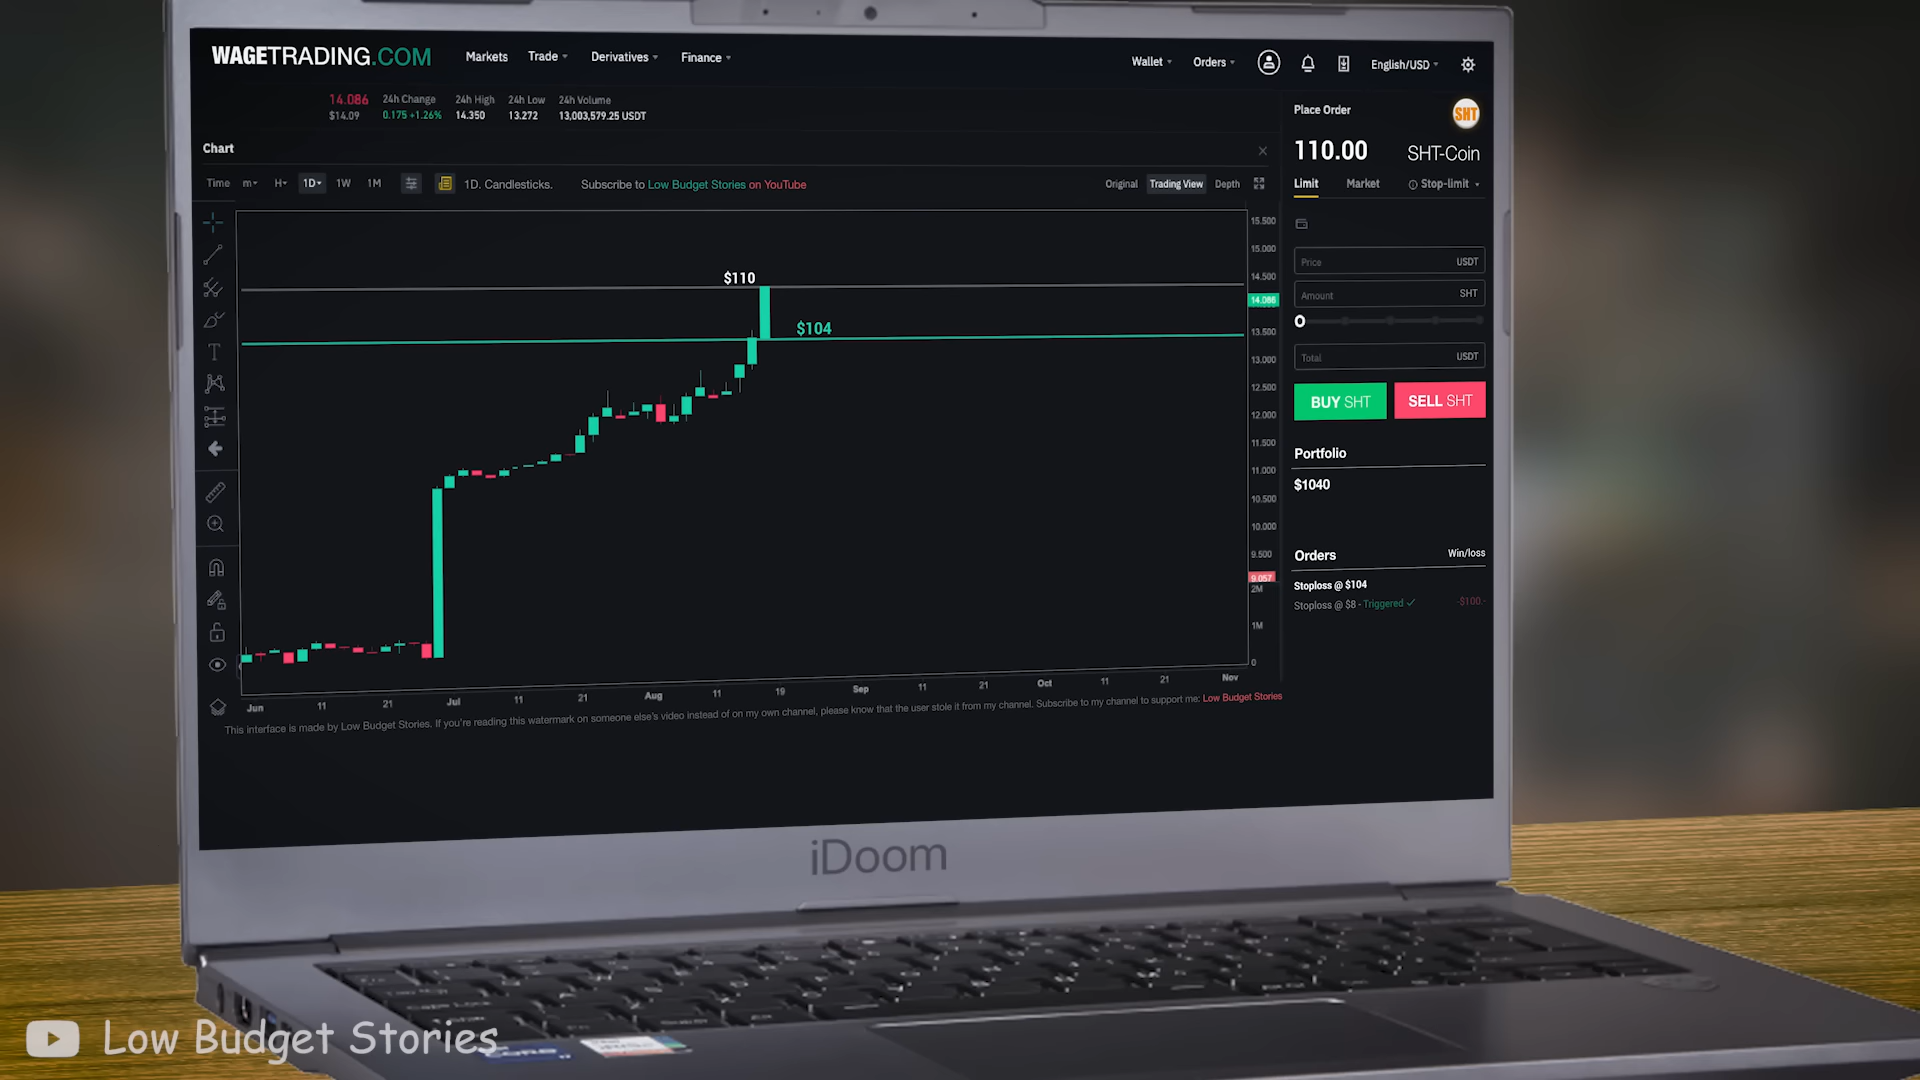 WAGETRADING.COM
Markets Trade Derivatives Finance
Wallet Orders English/USD
14.086 24h Change 24h High 24h Low 24h Volume
$14.09 0.175 +1.26% 14.350 13.272 13,003,579.25 USDT
Chart
Time m H 1D 1W 1M 1D. Candlesticks. Subscribe to Low Budget Stories on YouTube
Original Trading View Depth
$110
$104
15.500
15.000
14.500
14.086
13.500
13.000
12.500
12.000
11.500
11.000
10.500
10.000
9.500
9.057
2M
1M
0
Jun 11 21 Jul 11 21 Aug 11 19 Sep 11 21 Oct 11 21 Nov
This interface is made by Low Budget Stories. If you're reading this watermark on someone else's video instead of on my own channel, please know that the user stole it from my channel. Subscribe to my channel to support me: Low Budget Stories
Place Order
SHT
110.00 SHT-Coin
Limit Market Stop-limit
Price USDT
Amount SHT
Total USDT
BUY SHT SELL SHT
Portfolio
$1040
Orders Win/loss
Stoploss @ $104
Stoploss @ $8 - Triggered ✓ -$100.-
iDoom
Low Budget Stories